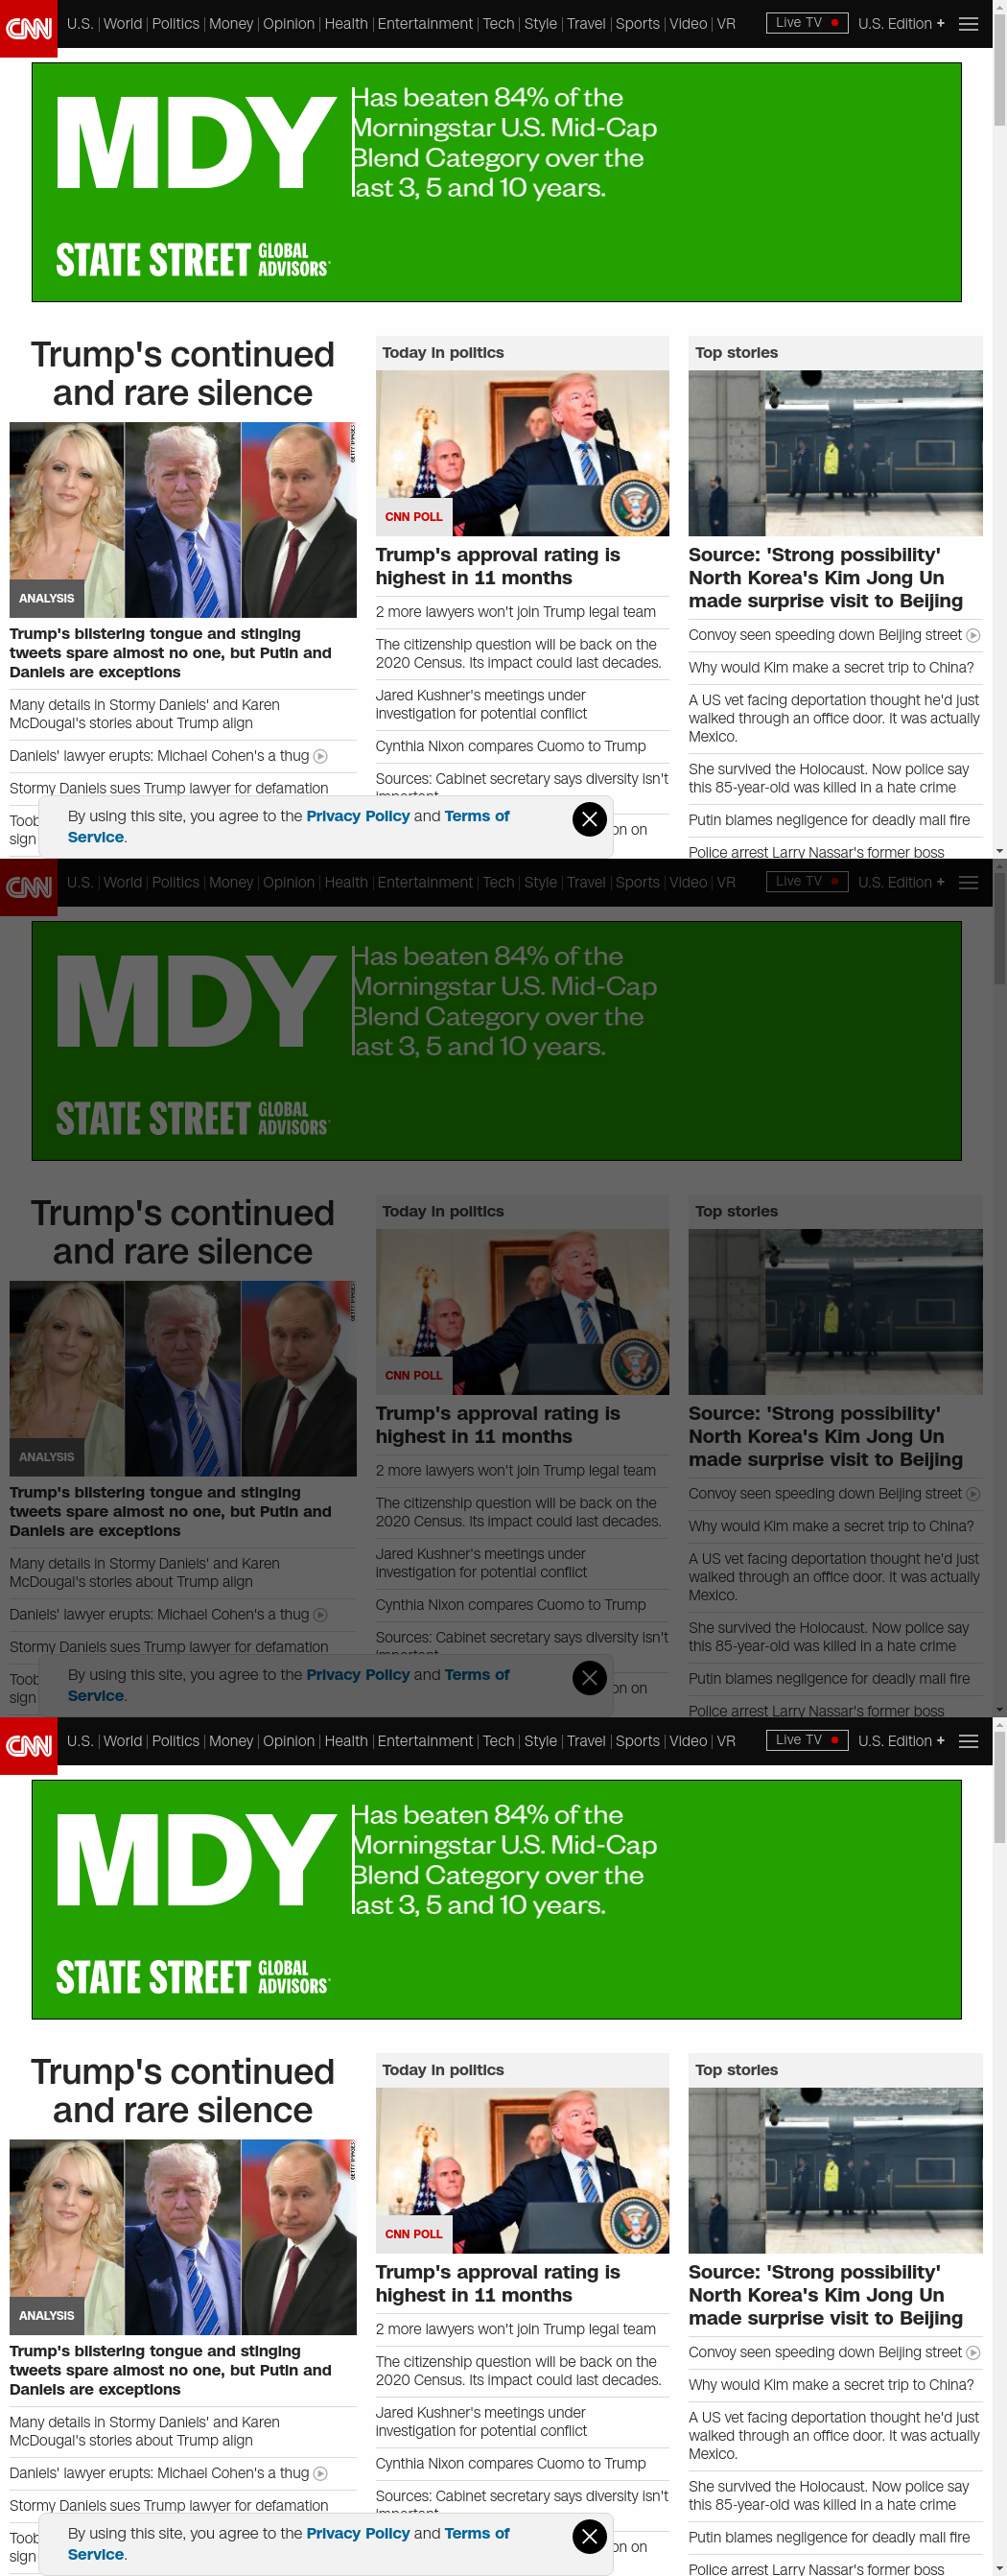 CNN
U.S. | World | Politics | Money | Opinion | Health | Entertainment | Tech | Style | Travel | Sports | Video | VR
Live TV
U.S. Edition +
MDY
Has beaten 84% of the
Morningstar U.S. Mid-Cap
Blend Category over the
last 3, 5 and 10 years.
STATE STREET GLOBAL ADVISORS
Trump's continued
and rare silence
GETTY IMAGES
ANALYSIS
Trump's blistering tongue and stinging
tweets spare almost no one, but Putin and
Daniels are exceptions
Many details in Stormy Daniels' and Karen
McDougal's stories about Trump align
Daniels' lawyer erupts: Michael Cohen's a thug
Stormy Daniels sues Trump lawyer for defamation
Toob
sign
Today in politics
CNN POLL
Trump's approval rating is
highest in 11 months
2 more lawyers won't join Trump legal team
The citizenship question will be back on the
2020 Census. Its impact could last decades.
Jared Kushner's meetings under
investigation for potential conflict
Cynthia Nixon compares Cuomo to Trump
Sources: Cabinet secretary says diversity isn't
important
on on
Top stories
Source: 'Strong possibility'
North Korea's Kim Jong Un
made surprise visit to Beijing
Convoy seen speeding down Beijing street
Why would Kim make a secret trip to China?
A US vet facing deportation thought he'd just
walked through an office door. It was actually
Mexico.
She survived the Holocaust. Now police say
this 85-year-old was killed in a hate crime
Putin blames negligence for deadly mall fire
Police arrest Larry Nassar's former boss
By using this site, you agree to the Privacy Policy and Terms of
Service.
CNN
U.S. | World | Politics | Money | Opinion | Health | Entertainment | Tech | Style | Travel | Sports | Video | VR
Live TV
U.S. Edition +
MDY
Has beaten 84% of the
Morningstar U.S. Mid-Cap
Blend Category over the
last 3, 5 and 10 years.
STATE STREET GLOBAL ADVISORS
Trump's continued
and rare silence
GETTY IMAGES
ANALYSIS
Trump's blistering tongue and stinging
tweets spare almost no one, but Putin and
Daniels are exceptions
Many details in Stormy Daniels' and Karen
McDougal's stories about Trump align
Daniels' lawyer erupts: Michael Cohen's a thug
Stormy Daniels sues Trump lawyer for defamation
Toob
sign
Today in politics
CNN POLL
Trump's approval rating is
highest in 11 months
2 more lawyers won't join Trump legal team
The citizenship question will be back on the
2020 Census. Its impact could last decades.
Jared Kushner's meetings under
investigation for potential conflict
Cynthia Nixon compares Cuomo to Trump
Sources: Cabinet secretary says diversity isn't
important
on on
Top stories
Source: 'Strong possibility'
North Korea's Kim Jong Un
made surprise visit to Beijing
Convoy seen speeding down Beijing street
Why would Kim make a secret trip to China?
A US vet facing deportation thought he'd just
walked through an office door. It was actually
Mexico.
She survived the Holocaust. Now police say
this 85-year-old was killed in a hate crime
Putin blames negligence for deadly mall fire
Police arrest Larry Nassar's former boss
By using this site, you agree to the Privacy Policy and Terms of
Service.
CNN
U.S. | World | Politics | Money | Opinion | Health | Entertainment | Tech | Style | Travel | Sports | Video | VR
Live TV
U.S. Edition +
MDY
Has beaten 84% of the
Morningstar U.S. Mid-Cap
Blend Category over the
last 3, 5 and 10 years.
STATE STREET GLOBAL ADVISORS
Trump's continued
and rare silence
GETTY IMAGES
ANALYSIS
Trump's blistering tongue and stinging
tweets spare almost no one, but Putin and
Daniels are exceptions
Many details in Stormy Daniels' and Karen
McDougal's stories about Trump align
Daniels' lawyer erupts: Michael Cohen's a thug
Stormy Daniels sues Trump lawyer for defamation
Toob
sign
Today in politics
CNN POLL
Trump's approval rating is
highest in 11 months
2 more lawyers won't join Trump legal team
The citizenship question will be back on the
2020 Census. Its impact could last decades.
Jared Kushner's meetings under
investigation for potential conflict
Cynthia Nixon compares Cuomo to Trump
Sources: Cabinet secretary says diversity isn't
important
on on
Top stories
Source: 'Strong possibility'
North Korea's Kim Jong Un
made surprise visit to Beijing
Convoy seen speeding down Beijing street
Why would Kim make a secret trip to China?
A US vet facing deportation thought he'd just
walked through an office door. It was actually
Mexico.
She survived the Holocaust. Now police say
this 85-year-old was killed in a hate crime
Putin blames negligence for deadly mall fire
Police arrest Larry Nassar's former boss
By using this site, you agree to the Privacy Policy and Terms of
Service.